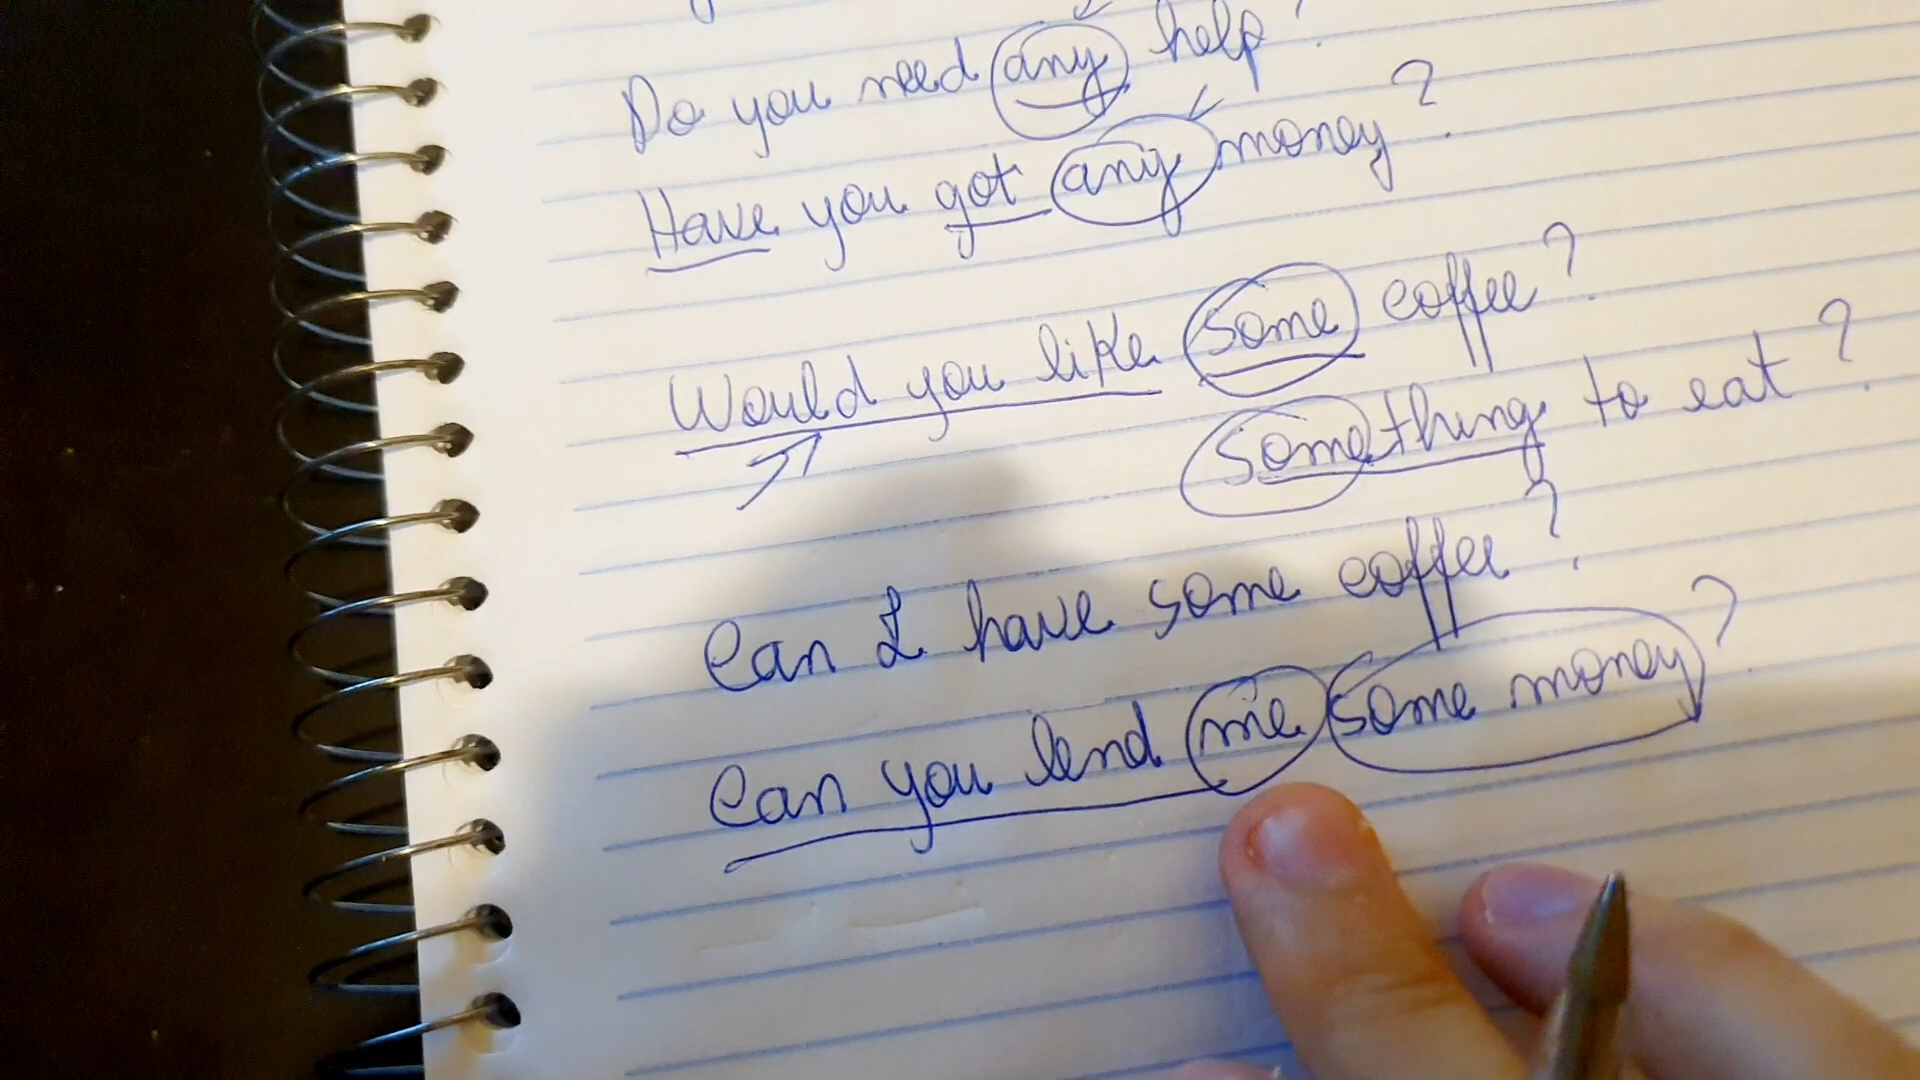 Do you need any help?
Have you got any money?
Would you like some coffee?
something to eat?
Can I have some coffee?
Can you lend me some money?